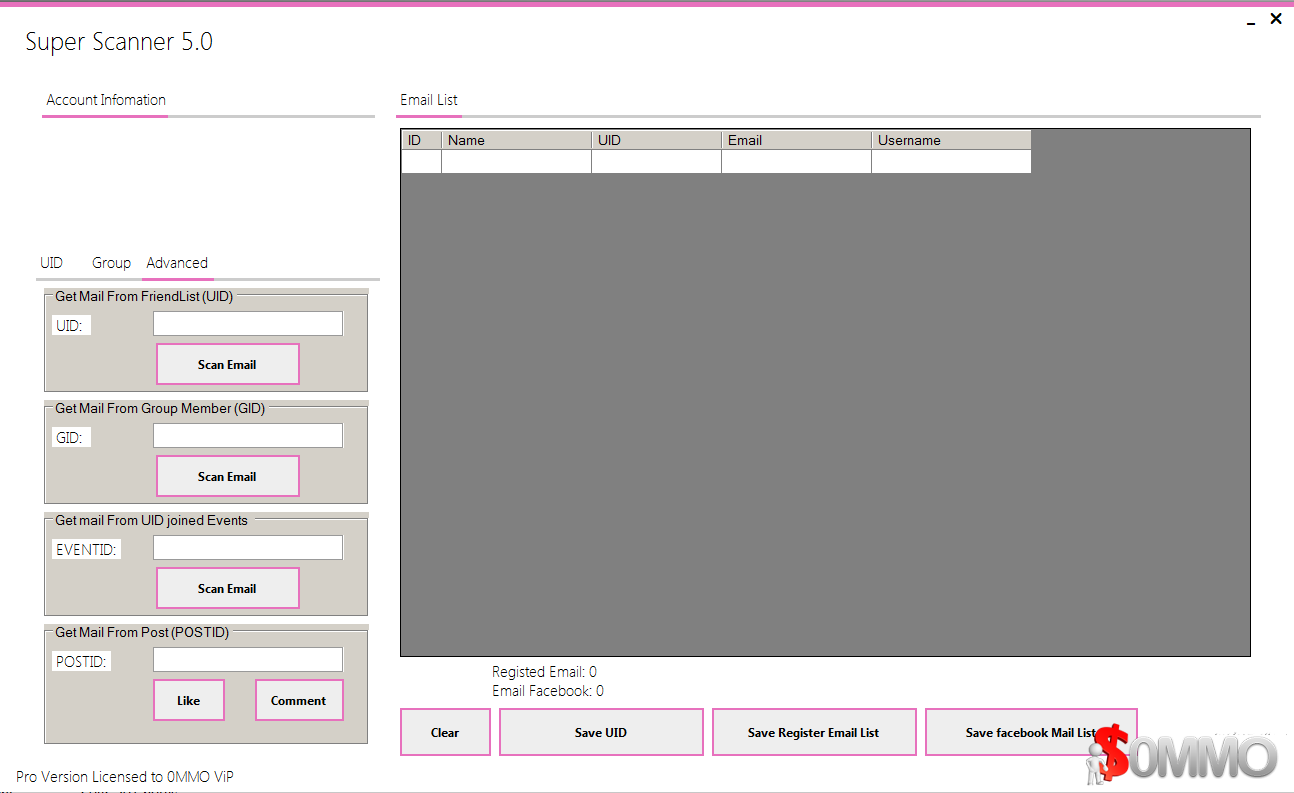 Super Scanner 5.0
Account Infomation
UID Group Advanced
Get Mail From FriendList (UID)
UID:
Scan Email
Get Mail From Group Member (GID)
GID:
Scan Email
Get mail From UID joined Events
EVENTID:
Scan Email
Get Mail From Post (POSTID)
POSTID:
Like Comment
Email List
ID Name UID Email Username
Registed Email: 0
Email Facebook: 0
Clear Save UID Save Register Email List Save facebook Mail List
$0MMO
Pro Version Licensed to 0MMO ViP